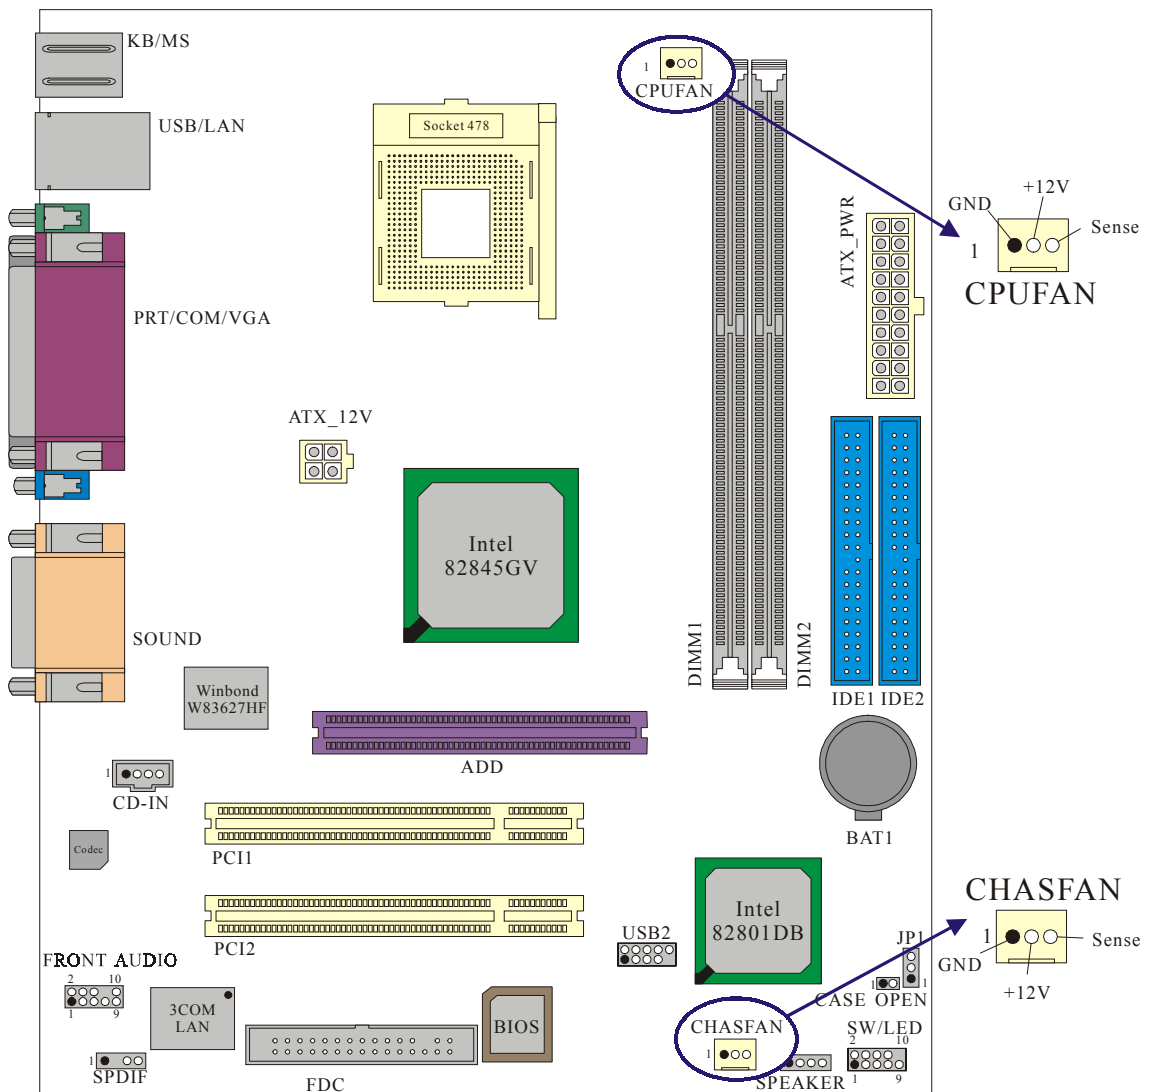 KB/MS
1
CPUFAN
USB/LAN
Socket 478
GND
+12V
Sense
1
CPUFAN
ATX_PWR
PRT/COM/VGA
ATX_12V
Intel
82845GV
DIMM1
DIMM2
SOUND
Winbond
W83627HF
IDE1
IDE2
ADD
1
CD-IN
BAT1
Codec
PCI1
CHASFAN
1
GND
+12V
Sense
PCI2
Intel
82801DB
USB2
JP1
1
FRONT AUDIO
2
10
1
9
3COM
LAN
1
CASE OPEN
BIOS
CHASFAN
1
SW/LED
2
10
1
9
1
SPDIF
FDC
SPEAKER